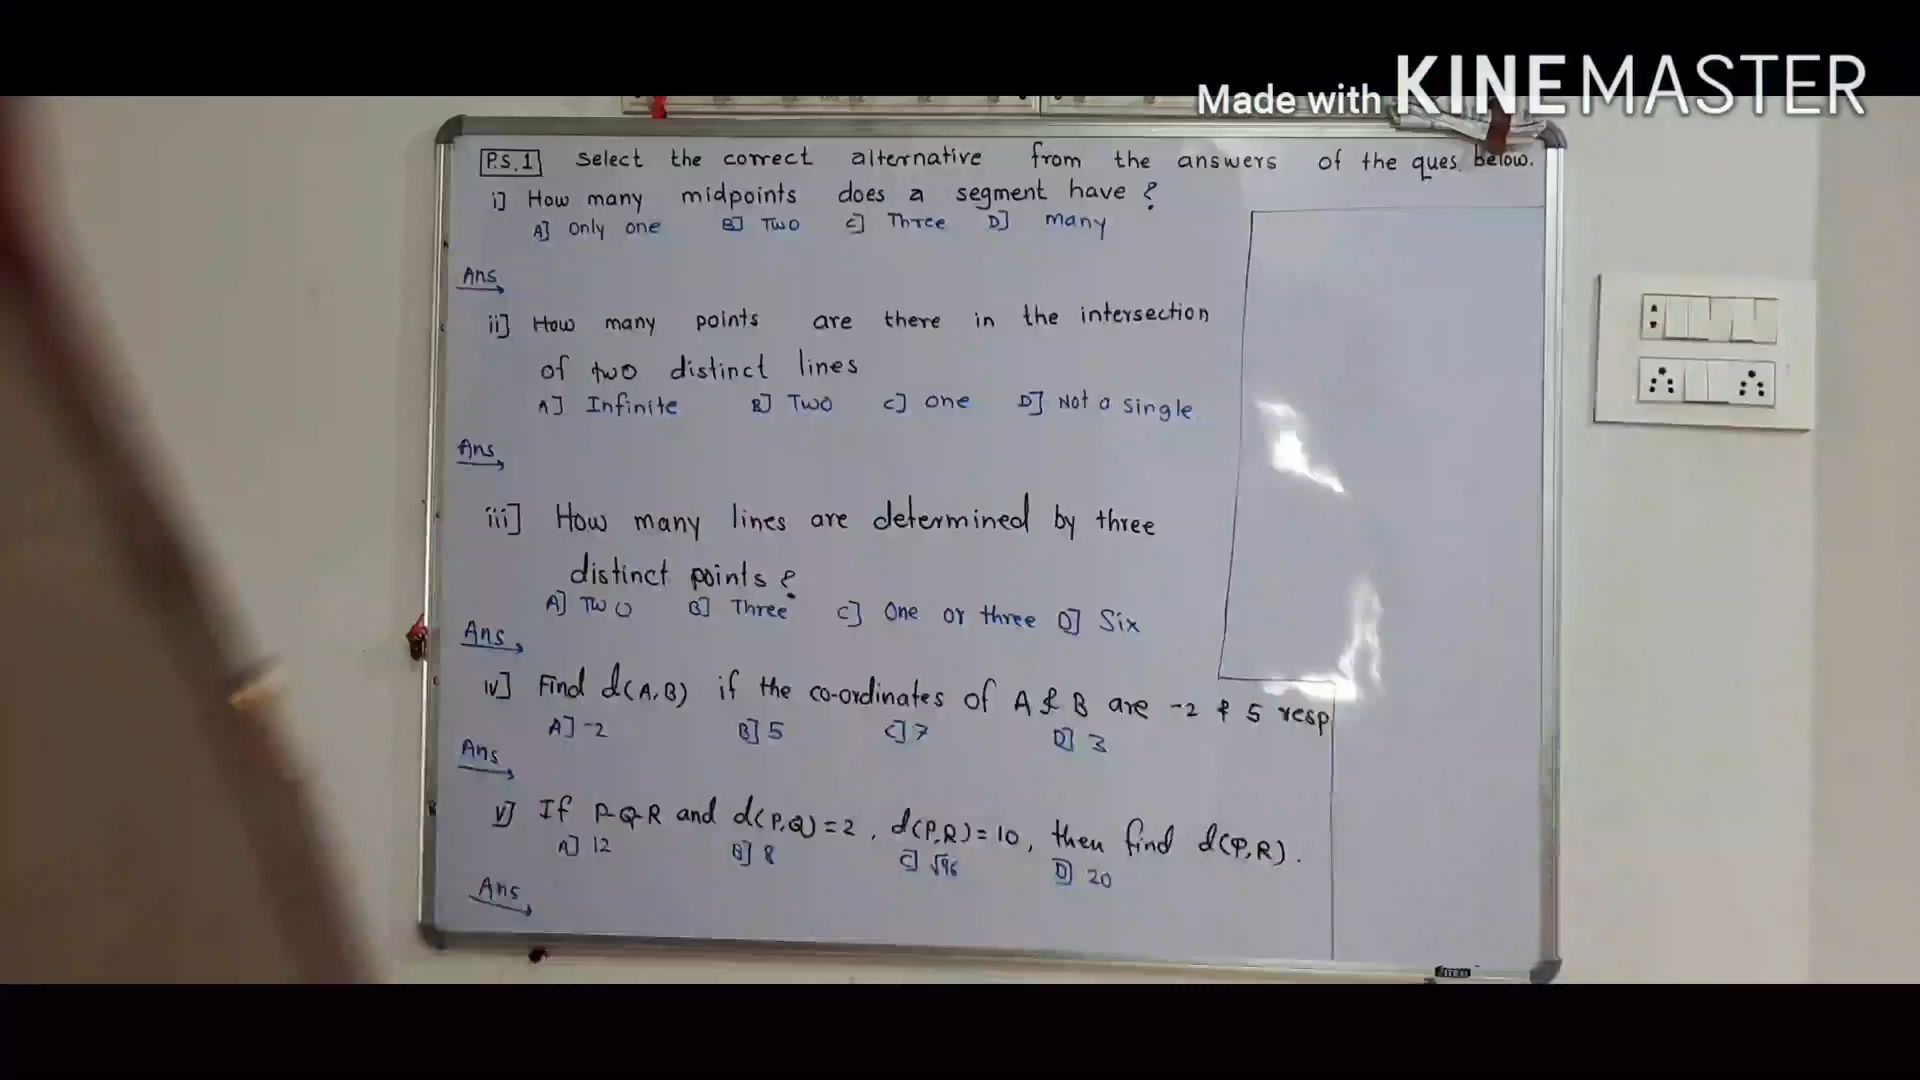 Made with KINEMASTER
P.S.1 Select the correct alternative from the answers of the ques. below.
i] How many midpoints does a segment have ?
A] Only one B] Two C] Three D] many
Ans
ii] How many points are there in the intersection
of two distinct lines
A] Infinite B] Two C] one D] Not a single
Ans
iii] How many lines are determined by three
distinct points ?
A] Two B] Three C] One or three D] Six
Ans
iv] Find d(A,B) if the co-ordinates of A & B are -2 & 5 resp
A] -2 B] 5 C] 7 D] 3
Ans
v] If P-Q-R and d(P,Q) = 2, d(P,R) = 10, then find d(P,R).
A] 12 B] 8 C] √96 D] 20
Ans